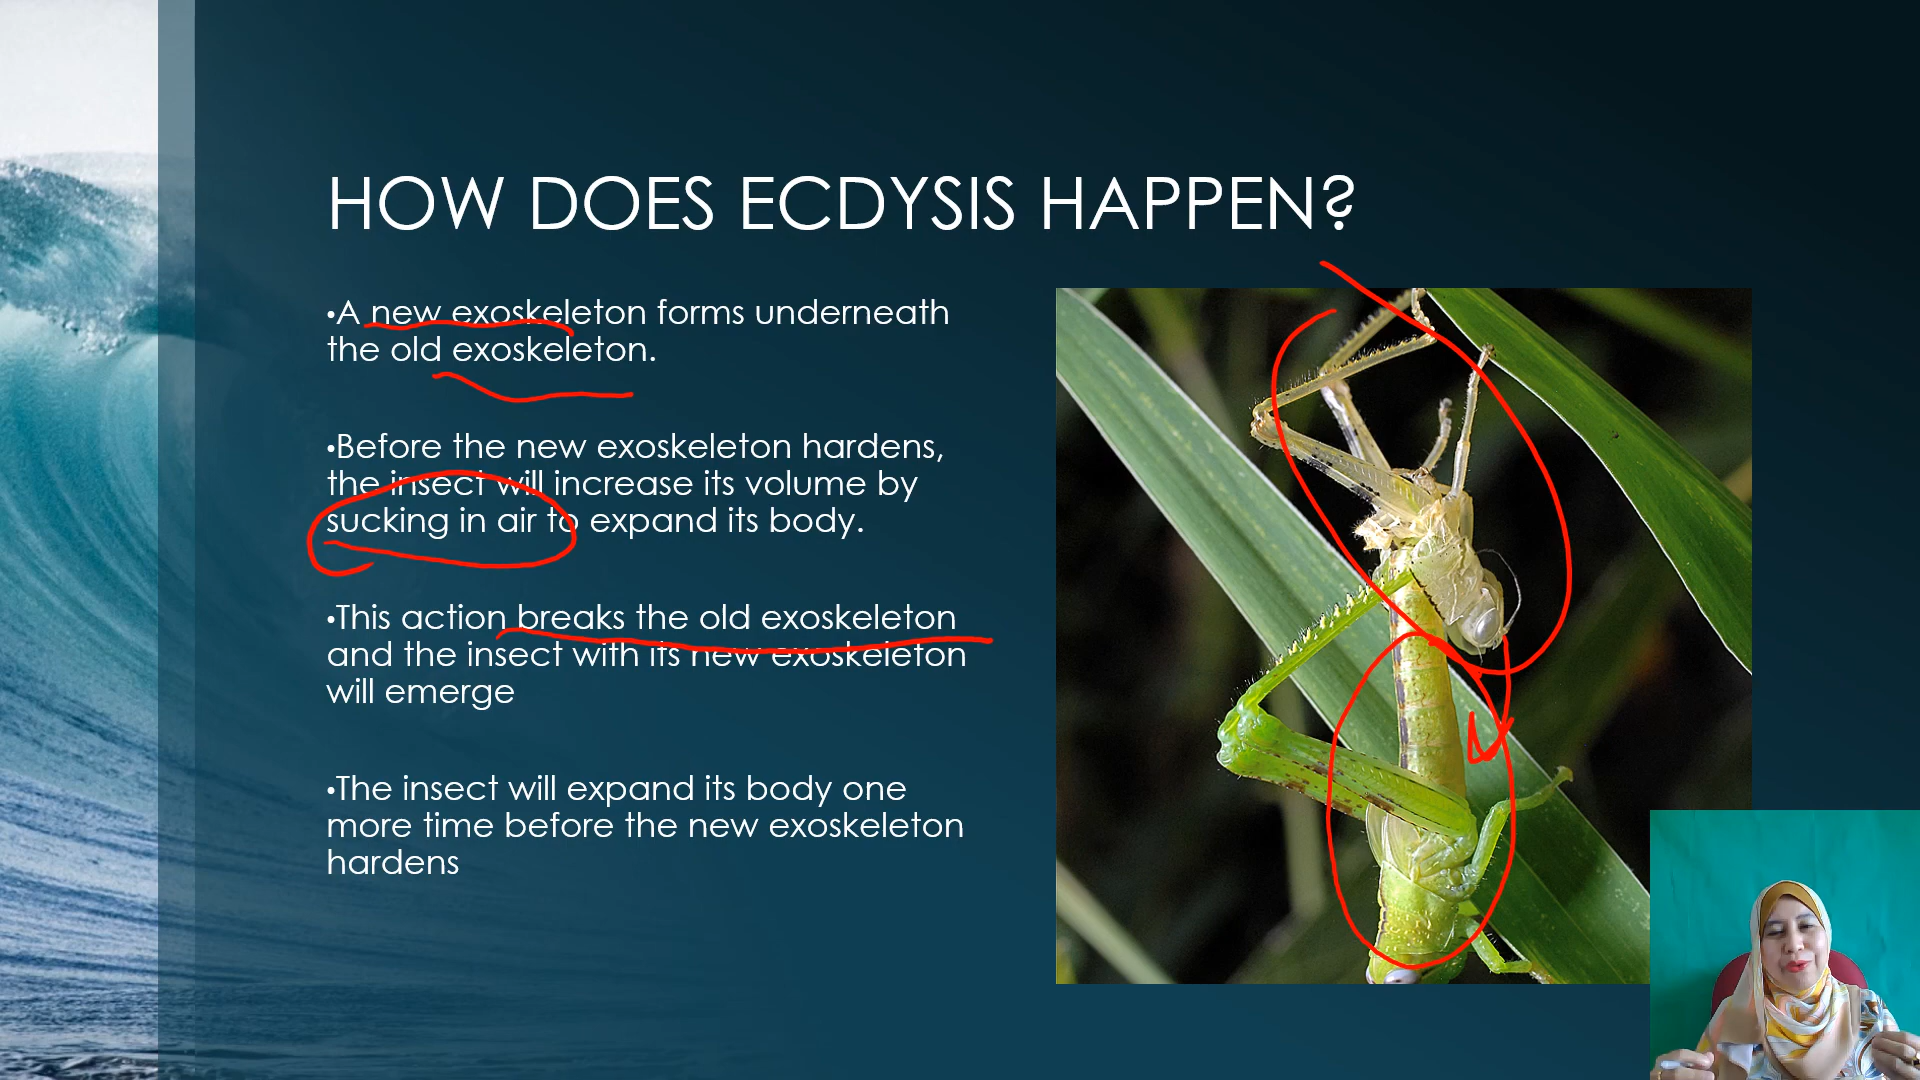 HOW DOES ECDYSIS HAPPEN?
•A new exoskeleton forms underneath
the old exoskeleton.
•Before the new exoskeleton hardens,
the insect will increase its volume by
sucking in air to expand its body.
•This action breaks the old exoskeleton
and the insect with its new exoskeleton
will emerge
•The insect will expand its body one
more time before the new exoskeleton
hardens